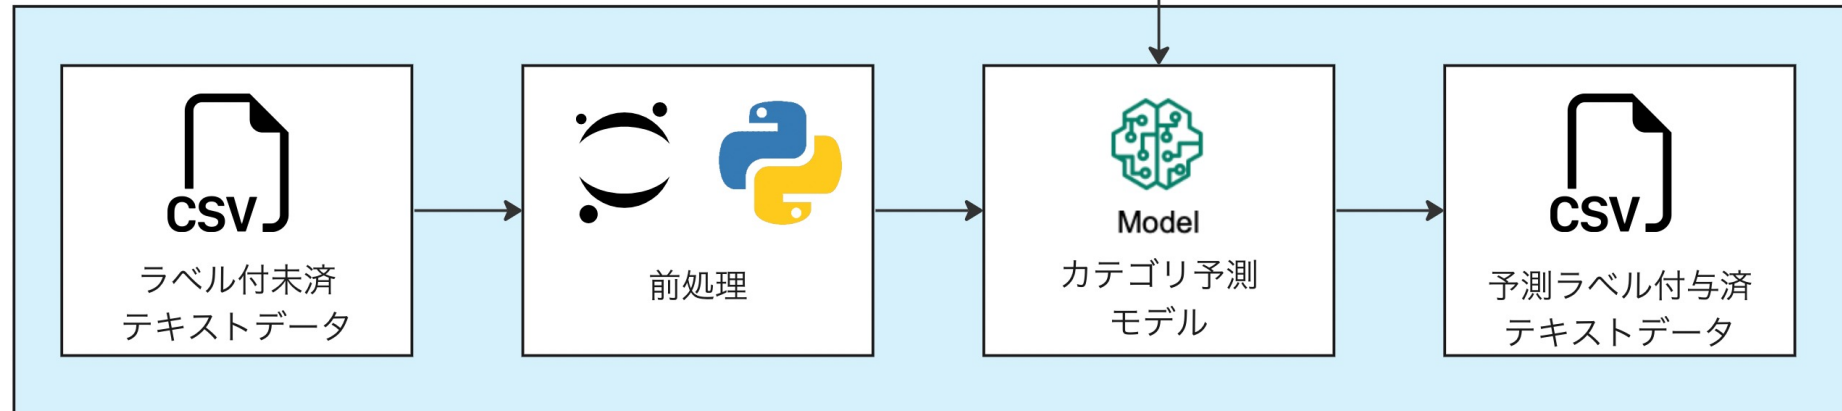 CSV
ラベル付未済
テキストデータ
前処理
Model
カテゴリ予測
モデル
CSV
予測ラベル付与済
テキストデータ